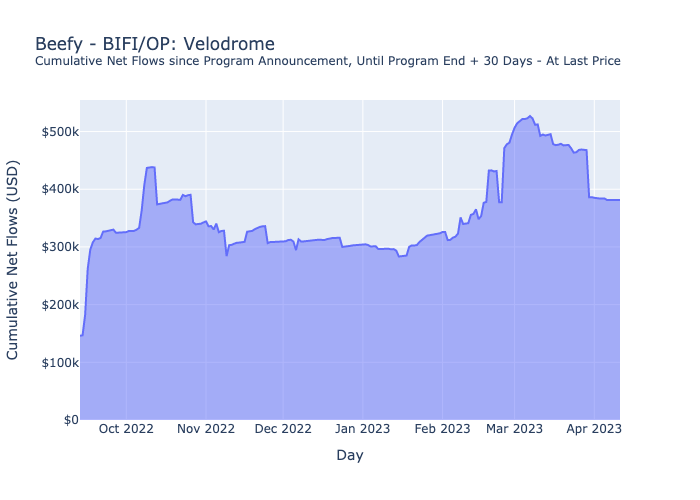 Beefy - BIFI/OP: Velodrome
Cumulative Net Flows since Program Announcement, Until Program End + 30 Days - At Last Price
Cumulative Net Flows (USD)
$500k
$400k
$300k
$200k
$100k
$0
Oct 2022 Nov 2022 Dec 2022 Jan 2023 Feb 2023 Mar 2023 Apr 2023
Day